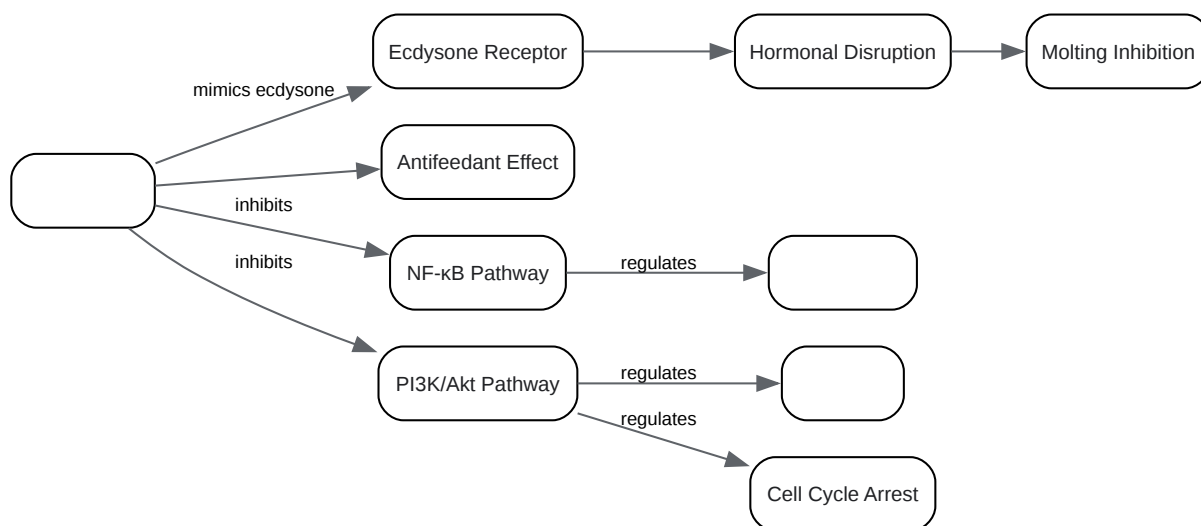 Ecdysone Receptor
Hormonal Disruption
Molting Inhibition
mimics ecdysone
Antifeedant Effect
inhibits
NF-κB Pathway
regulates
inhibits
PI3K/Akt Pathway
regulates
regulates
Cell Cycle Arrest